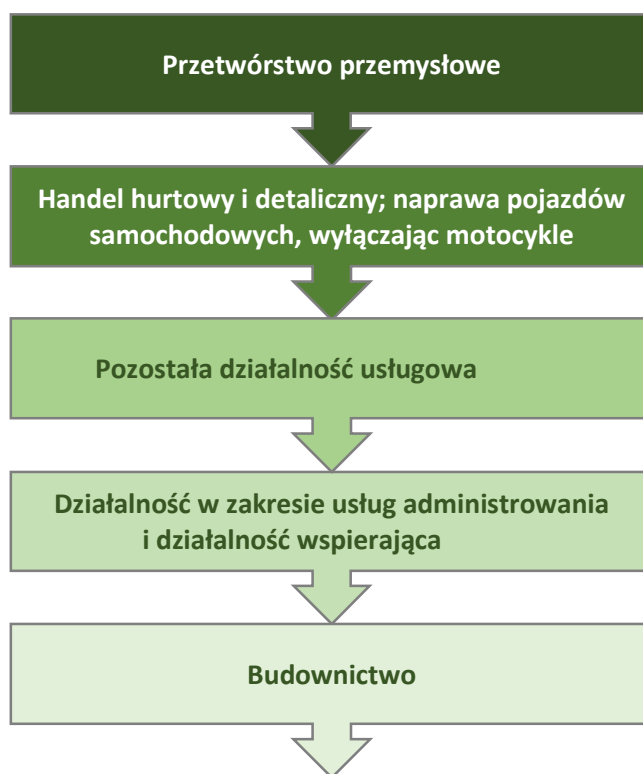 Przetwórstwo przemysłowe
Handel hurtowy i detaliczny; naprawa pojazdów
samochodowych, wyłączając motocykle
Pozostała działalność usługowa
Działalność w zakresie usług administrowania
i działalność wspierająca
Budownictwo